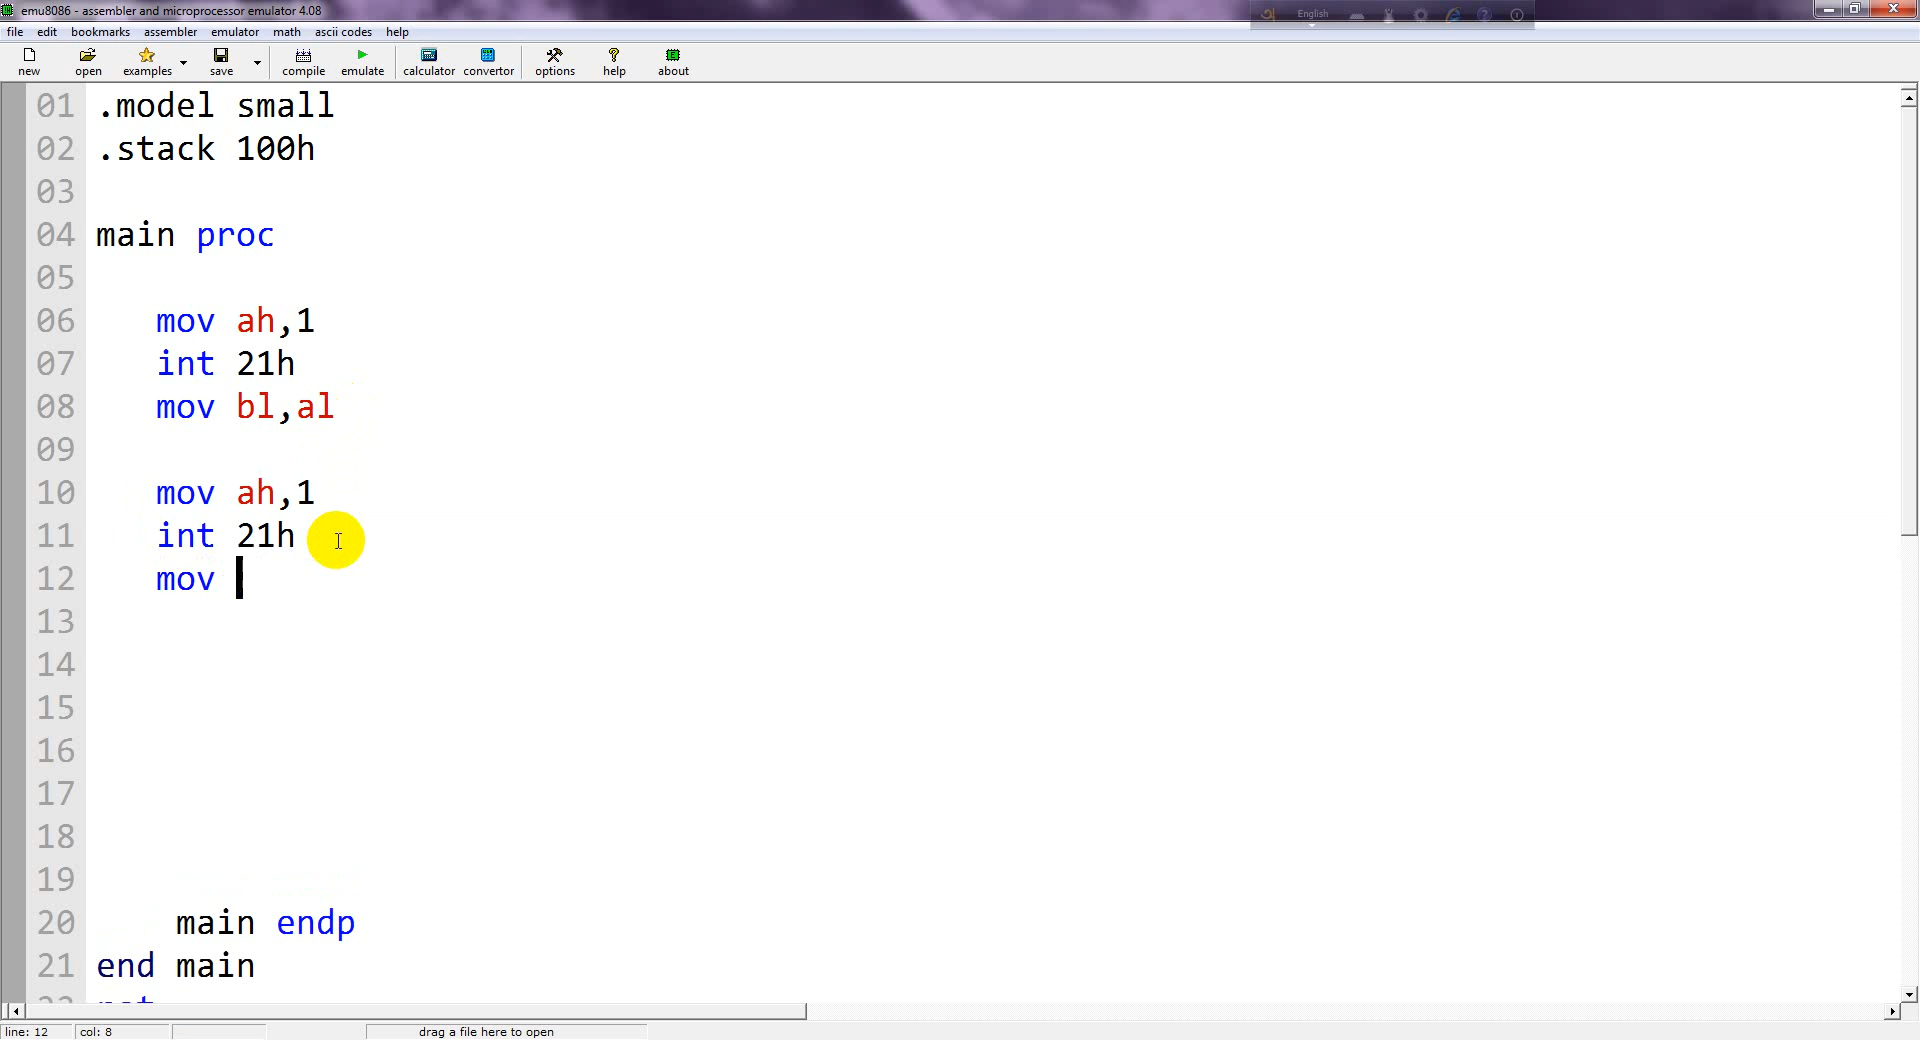 emu8086 - assembler and microprocessor emulator 4.08
English
file edit bookmarks assembler emulator math ascii codes help
new open examples save compile emulate calculator convertor options help about
01 .model small
02 .stack 100h
03
04 main proc
05
06 mov ah,1
07 int 21h
08 mov bl,al
09
10 mov ah,1
11 int 21h
12 mov
13
14
15
16
17
18
19
20 main endp
21 end main
line: 12 col: 8 drag a file here to open